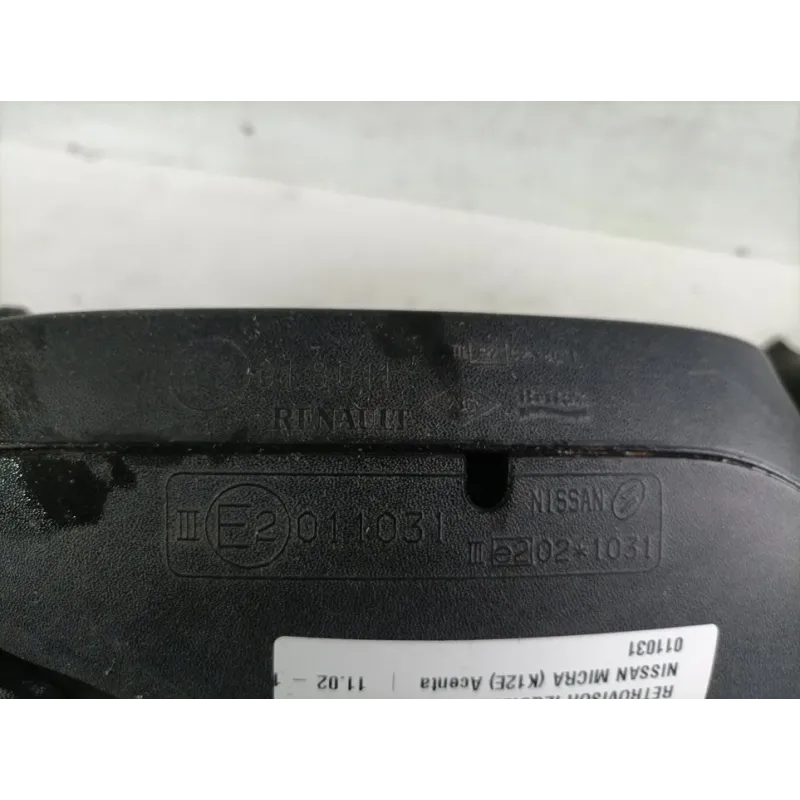 RENAULT
III E2 011031
NISSAN
III e2 02*1031
NISSAN MICRA (K12E) Acenta | 11.02 –
011031